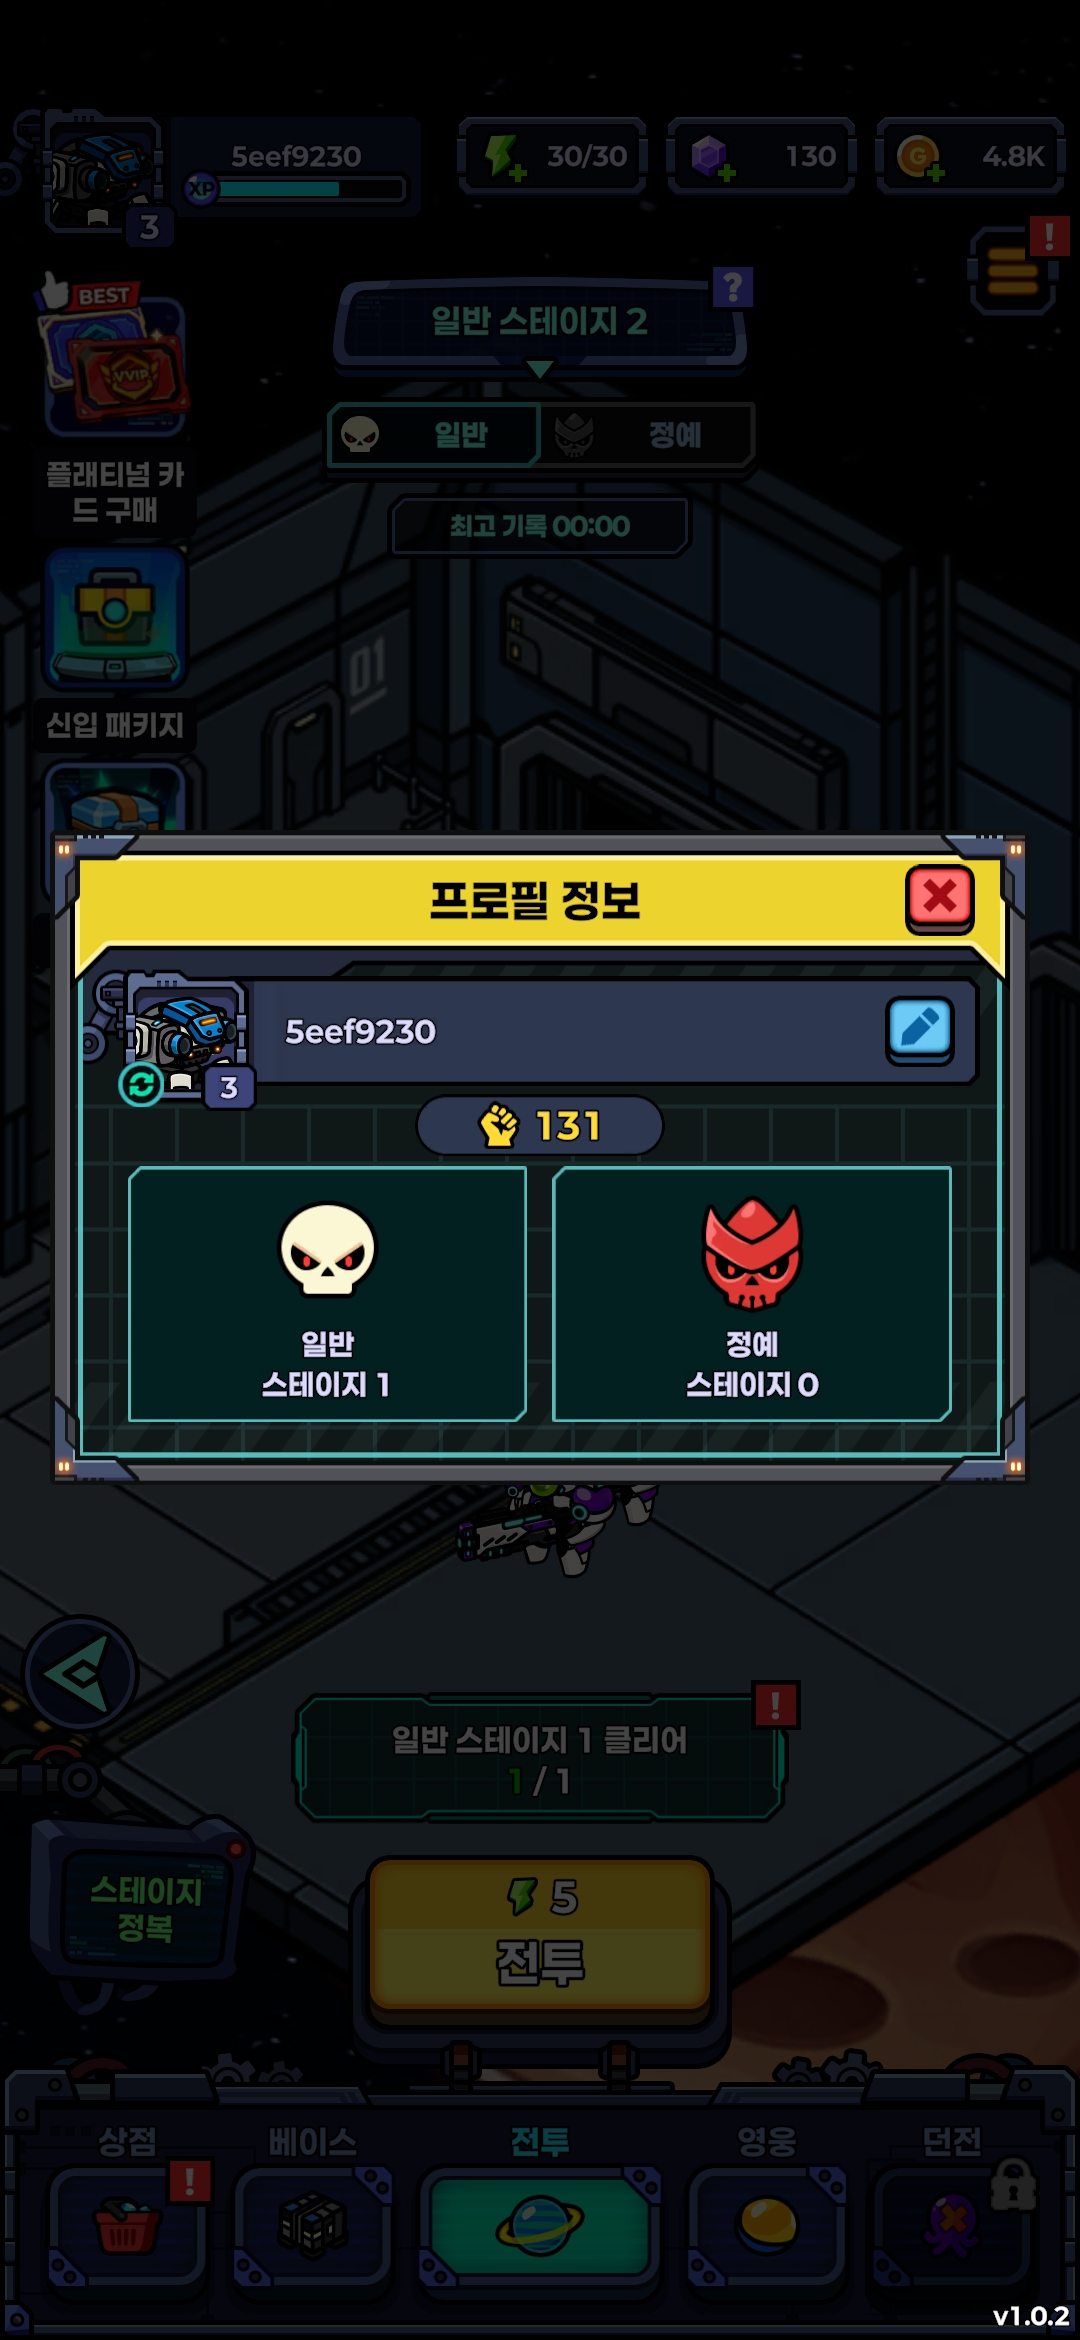 5eef9230
XP
3
30/30
130
G
4.8K
!
BEST
VVIP
플래티넘 카
드 구매
신입 패키지
?
일반 스테이지 2
일반
정예
최고 기록 00:00
01
프로필 정보
5eef9230
3
131
일반
스테이지 1
정예
스테이지 0
!
일반 스테이지 1 클리어
1 / 1
스테이지
정복
5
전투
상점
베이스
전투
영웅
던전
!
v1.0.2